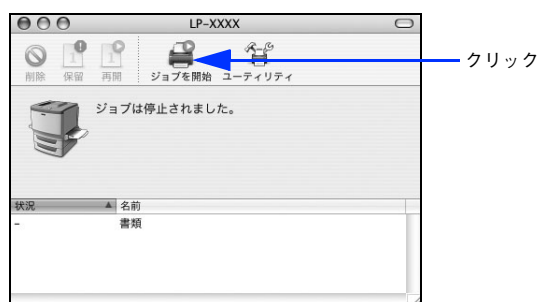 LP-XXXX
削除 保留 再開 ジョブを開始 ユーティリティ
クリック
ジョブは停止されました。
状況 名前
- 書類